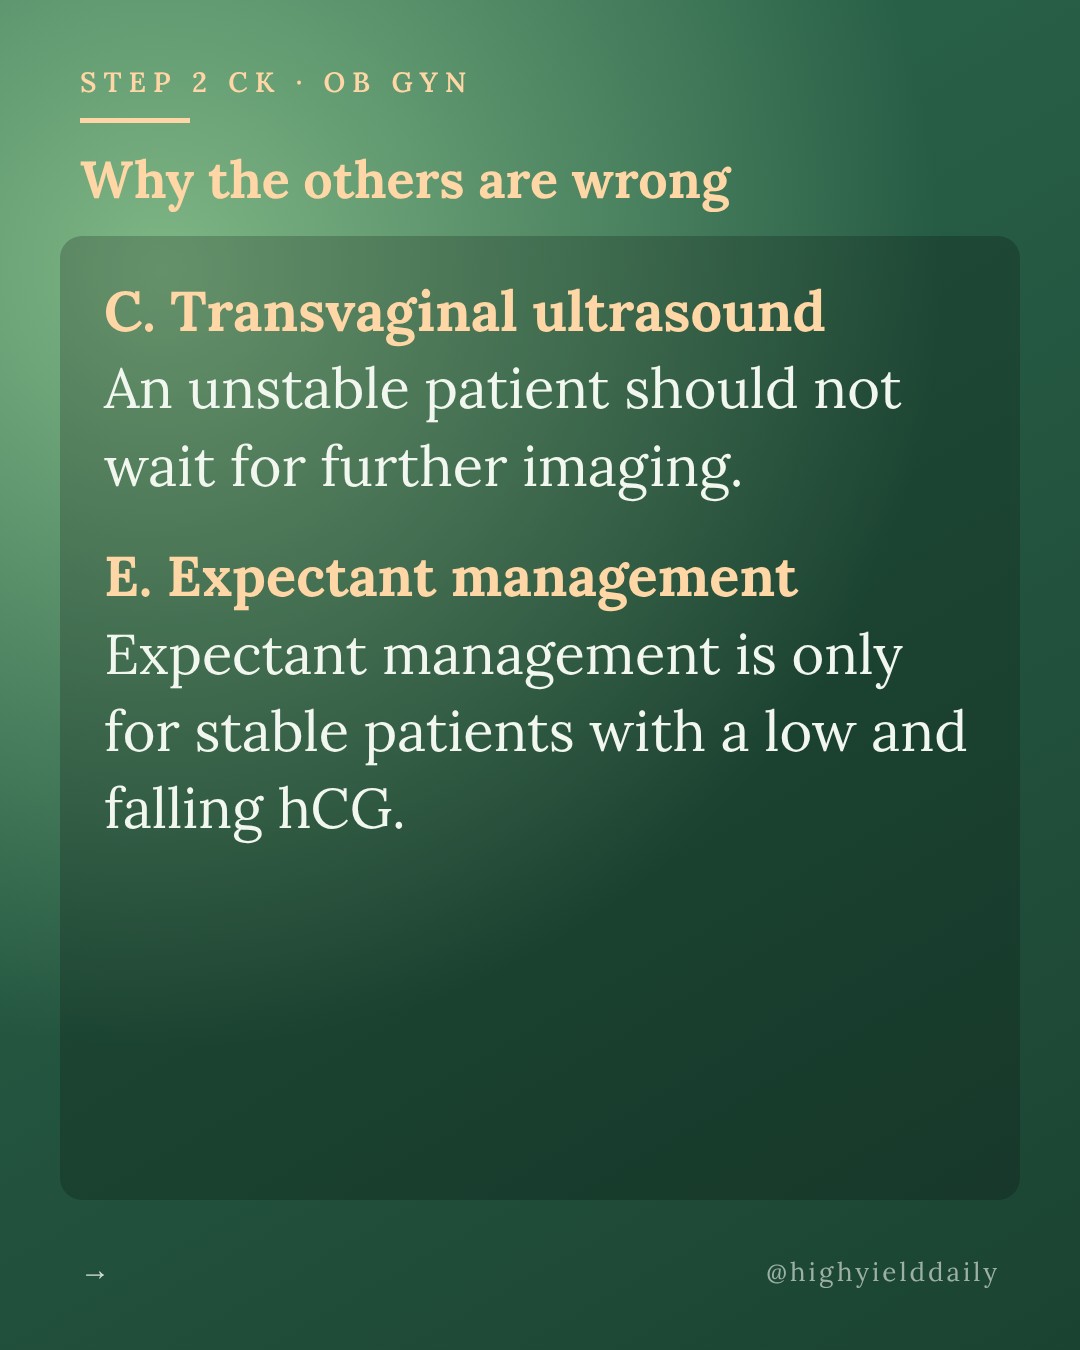 STEP 2 CK · OB GYN
Why the others are wrong
C. Transvaginal ultrasound
An unstable patient should not
wait for further imaging.
E. Expectant management
Expectant management is only
for stable patients with a low and
falling hCG.
→
@highyielddaily